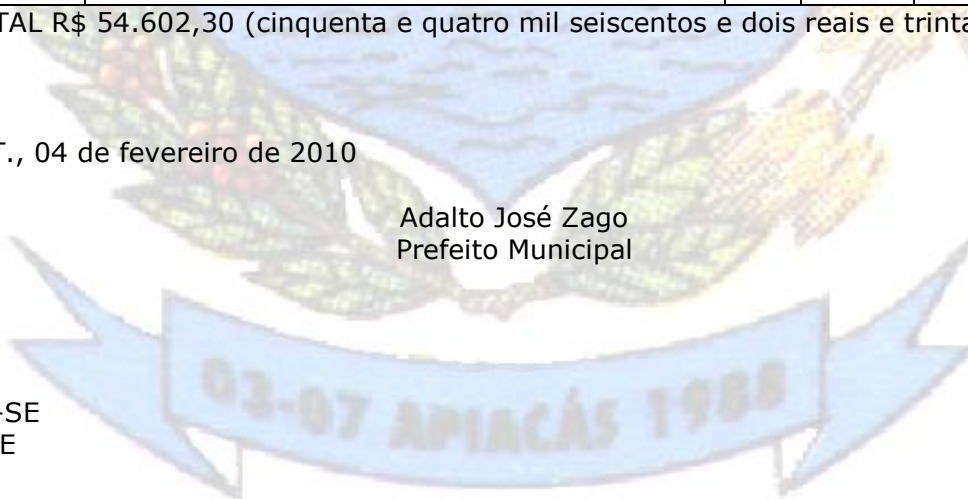 TAL R$ 54.602,30 (cinquenta e quatro mil seiscentos e dois reais e trinta
T., 04 de fevereiro de 2010
Adalto José Zago
Prefeito Municipal
03-07 APIACÁS 1988
-SE
E